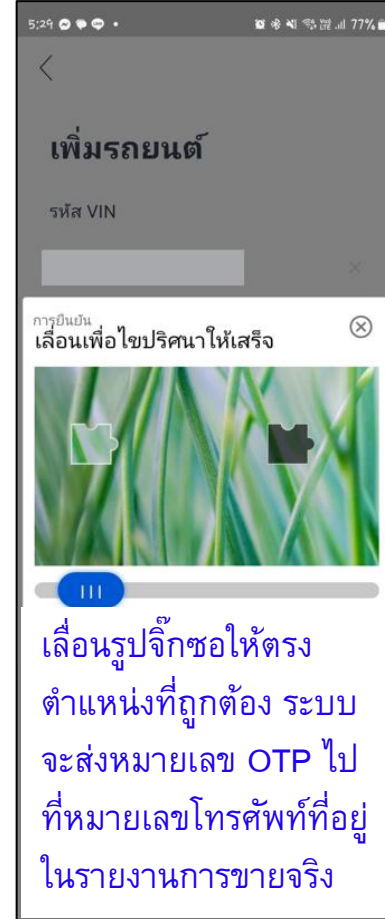 5:29
77%
เพิ่มรถยนต์
รหัส VIN
การยืนยัน
เลื่อนเพื่อไขปริศนาให้เสร็จ
เลื่อนรูปจิ๊กซอให้ตรง
ตำแหน่งที่ถูกต้อง ระบบ
จะส่งหมายเลข OTP ไป
ที่หมายเลขโทรศัพท์ที่อยู่
ในรายงานการขายจริง